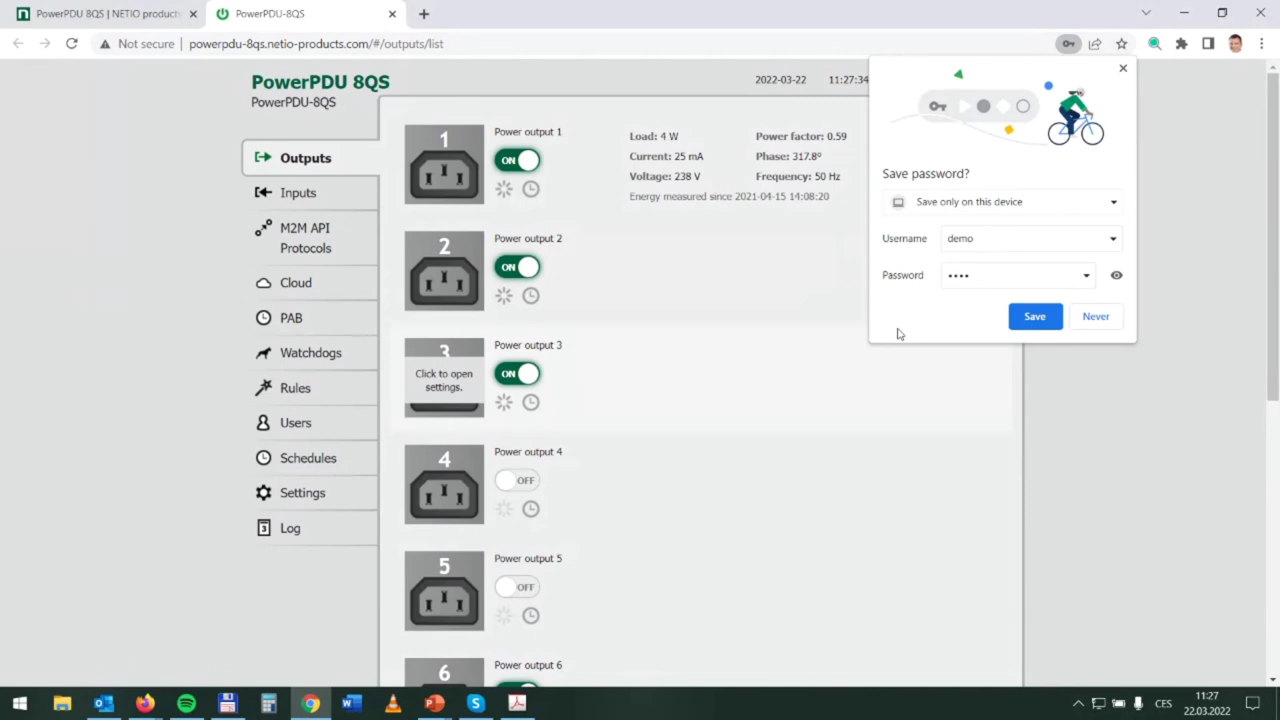 PowerPDU 8QS | NETIO product
PowerPDU-8QS
Not secure
powerpdu-8qs.netio-products.com/#/outputs/list
PowerPDU 8QS
PowerPDU-8QS
2022-03-22
11:27:34
Outputs
Inputs
M2M API
Protocols
Cloud
PAB
Watchdogs
Rules
Users
Schedules
Settings
Log
1
Power output 1
ON
Load: 4 W
Power factor: 0.59
Current: 25 mA
Phase: 317.8º
Voltage: 238 V
Frequency: 50 Hz
Energy measured since 2021-04-15 14:08:20
2
Power output 2
ON
3
Power output 3
Click to open
settings.
ON
4
Power output 4
OFF
5
Power output 5
OFF
6
Power output 6
Save password?
Save only on this device
Username
demo
Password
••••
Save
Never
CES
11:27
22.03.2022